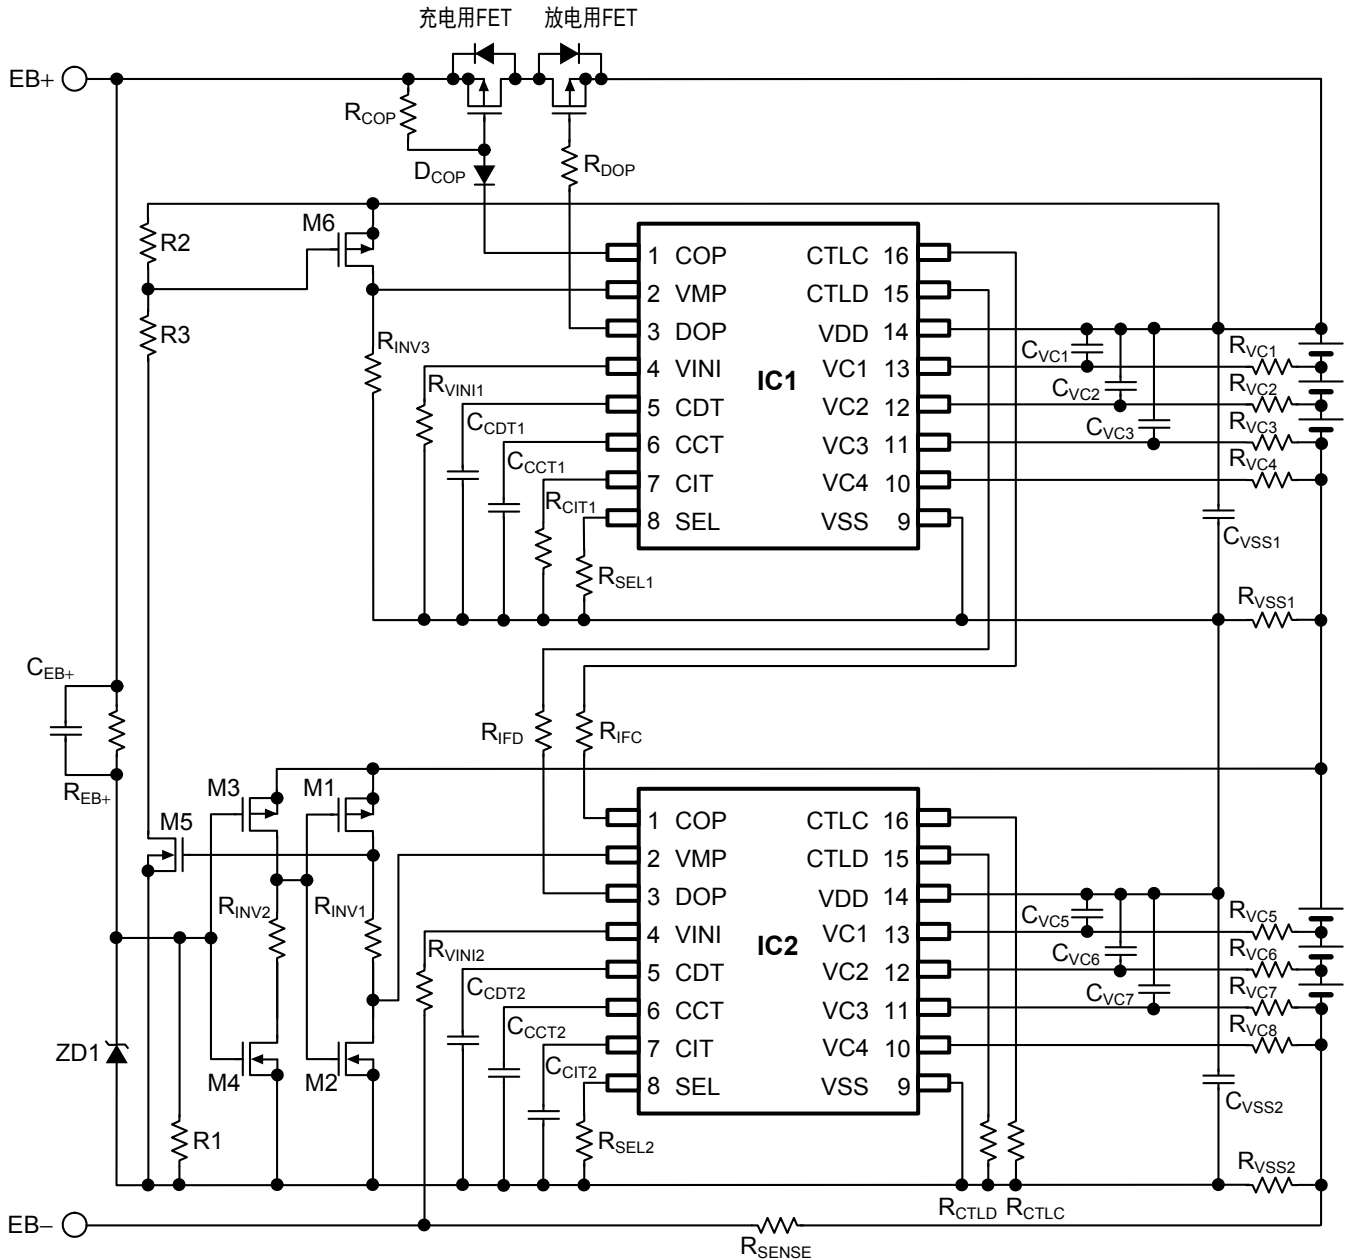 充电用FET 放电用FET
EB+
RCOP
DCOP
RDOP
M6
R2
R3
RINV3
RVINI1
CCDT1
CCCT1
RCIT1
RSEL1
1 COP CTLC 16
2 VMP CTLD 15
3 DOP VDD 14
4 VINI VC1 13
5 CDT VC2 12
6 CCT VC3 11
7 CIT VC4 10
8 SEL VSS 9
IC1
CVC1
CVC2
CVC3
RVC1
RVC2
RVC3
RVC4
CVSS1
RVSS1
CEB+
REB+
RIFD
RIFC
M3
M1
M5
RINV2
RINV1
RVINI2
CCDT2
CCCT2
CCIT2
RSEL2
1 COP CTLC 16
2 VMP CTLD 15
3 DOP VDD 14
4 VINI VC1 13
5 CDT VC2 12
6 CCT VC3 11
7 CIT VC4 10
8 SEL VSS 9
IC2
CVC5
CVC6
CVC7
RVC5
RVC6
RVC7
RVC8
CVSS2
RVSS2
ZD1
M4
M2
R1
RCTLD RCTLC
EB−
RSENSE